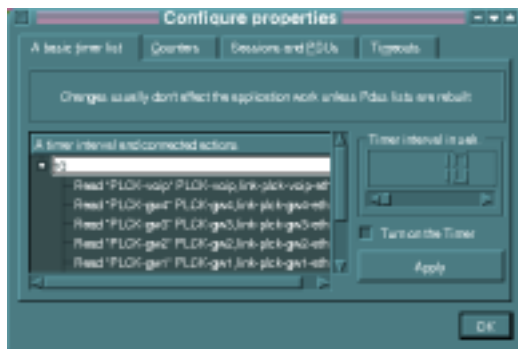 Configure properties
A basic timer list
Counters
Sessions and PDUs
Timeouts
Changes usually don't effect the application work unless Pdus lists are rebuilt
A timer interval and connected actions
Timer interval in sek.
10
Read "PLCK-voip" PLCK-voip,link-plck-voip-eth
Read "PLCK-gw4" PLCK-gw4,link-plck-gw4-eth
Read "PLCK-gw3" PLCK-gw3,link-plck-gw3-eth
Read "PLCK-gw2" PLCK-gw2,link-plck-gw2-eth
Read "PLCK-gw1" PLCK-gw1,link-plck-gw1-eth
Turn on the Timer
Apply
OK